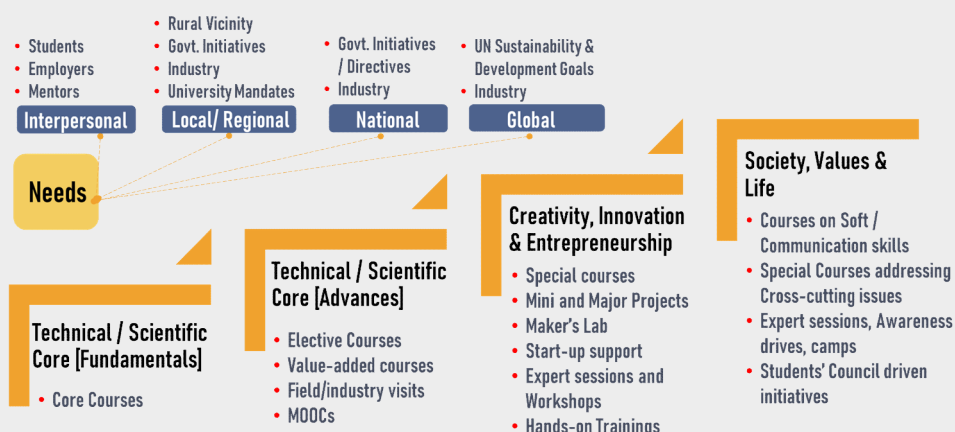 • Students
• Employers
• Mentors
Interpersonal
• Rural Vicinity
• Govt. Initiatives
• Industry
• University Mandates
Local/ Regional
• Govt. Initiatives
/ Directives
• Industry
National
• UN Sustainability &
Development Goals
• Industry
Global
Needs
Technical / Scientific
Core [Fundamentals]
• Core Courses
Technical / Scientific
Core [Advances]
• Elective Courses
• Value-added courses
• Field/industry visits
• MOOCs
Creativity, Innovation
& Entrepreneurship
• Special courses
• Mini and Major Projects
• Maker's Lab
• Start-up support
• Expert sessions and
Workshops
• Hands-on Trainings
Society, Values &
Life
• Courses on Soft /
Communication skills
• Special Courses addressing
Cross-cutting issues
• Expert sessions, Awareness
drives, camps
• Students' Council driven
initiatives